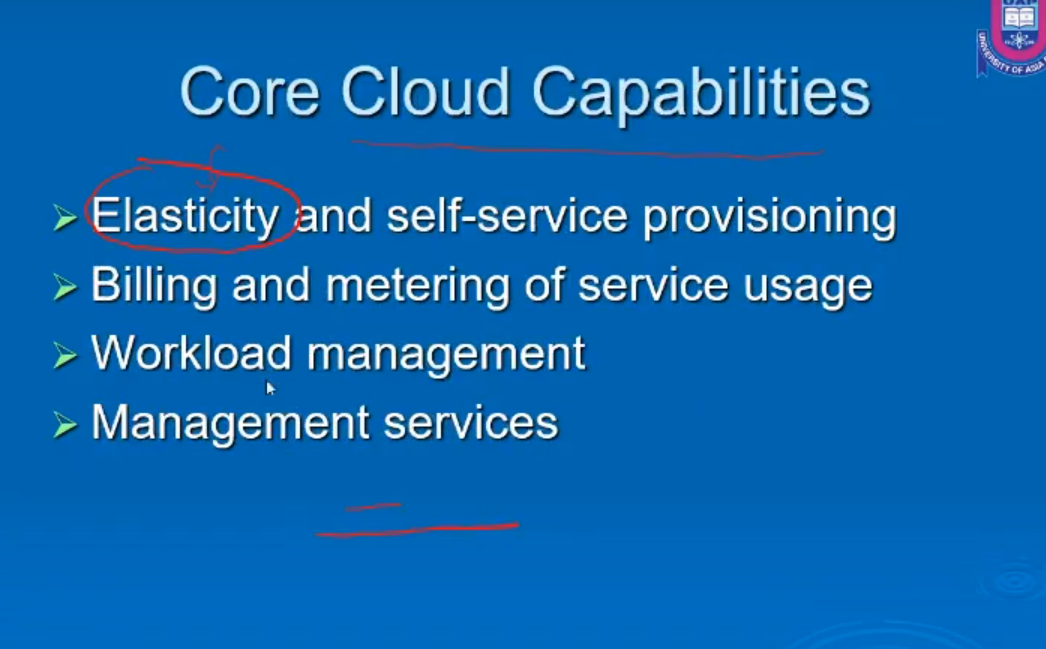 UNIVERSITY OF ASIA
Core Cloud Capabilities
Elasticity and self-service provisioning
Billing and metering of service usage
Workload management
Management services